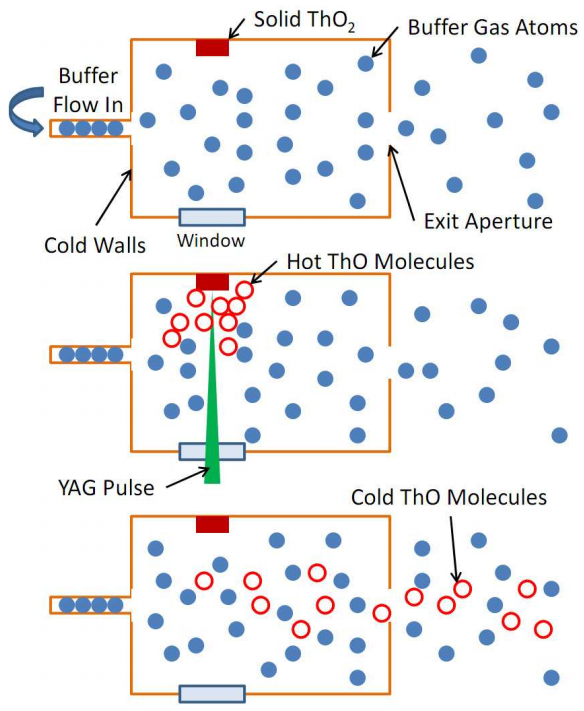 Solid ThO₂
Buffer Gas Atoms
Buffer
Flow In
Cold Walls
Window
Exit Aperture
Hot ThO Molecules
YAG Pulse
Cold ThO Molecules